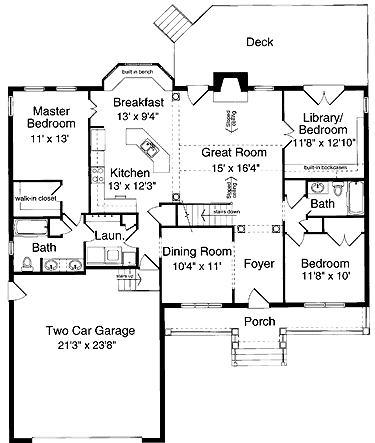 Deck
built in bench
Master
Bedroom
11' x 13'
Breakfast
13' x 9'4"
Sloped
Ceiling
Library/
Bedroom
11'8" x 12'10"
Great Room
15' x 16'4"
Kitchen
13' x 12'3"
built-in bookcases
Sloped
Ceiling
walk-in closet
Bath
stairs down
Bath
Laun.
Dining Room
10'4" x 11'
Foyer
Bedroom
11'8" x 10'
stairs up
Two Car Garage
21'3" x 23'8"
Porch